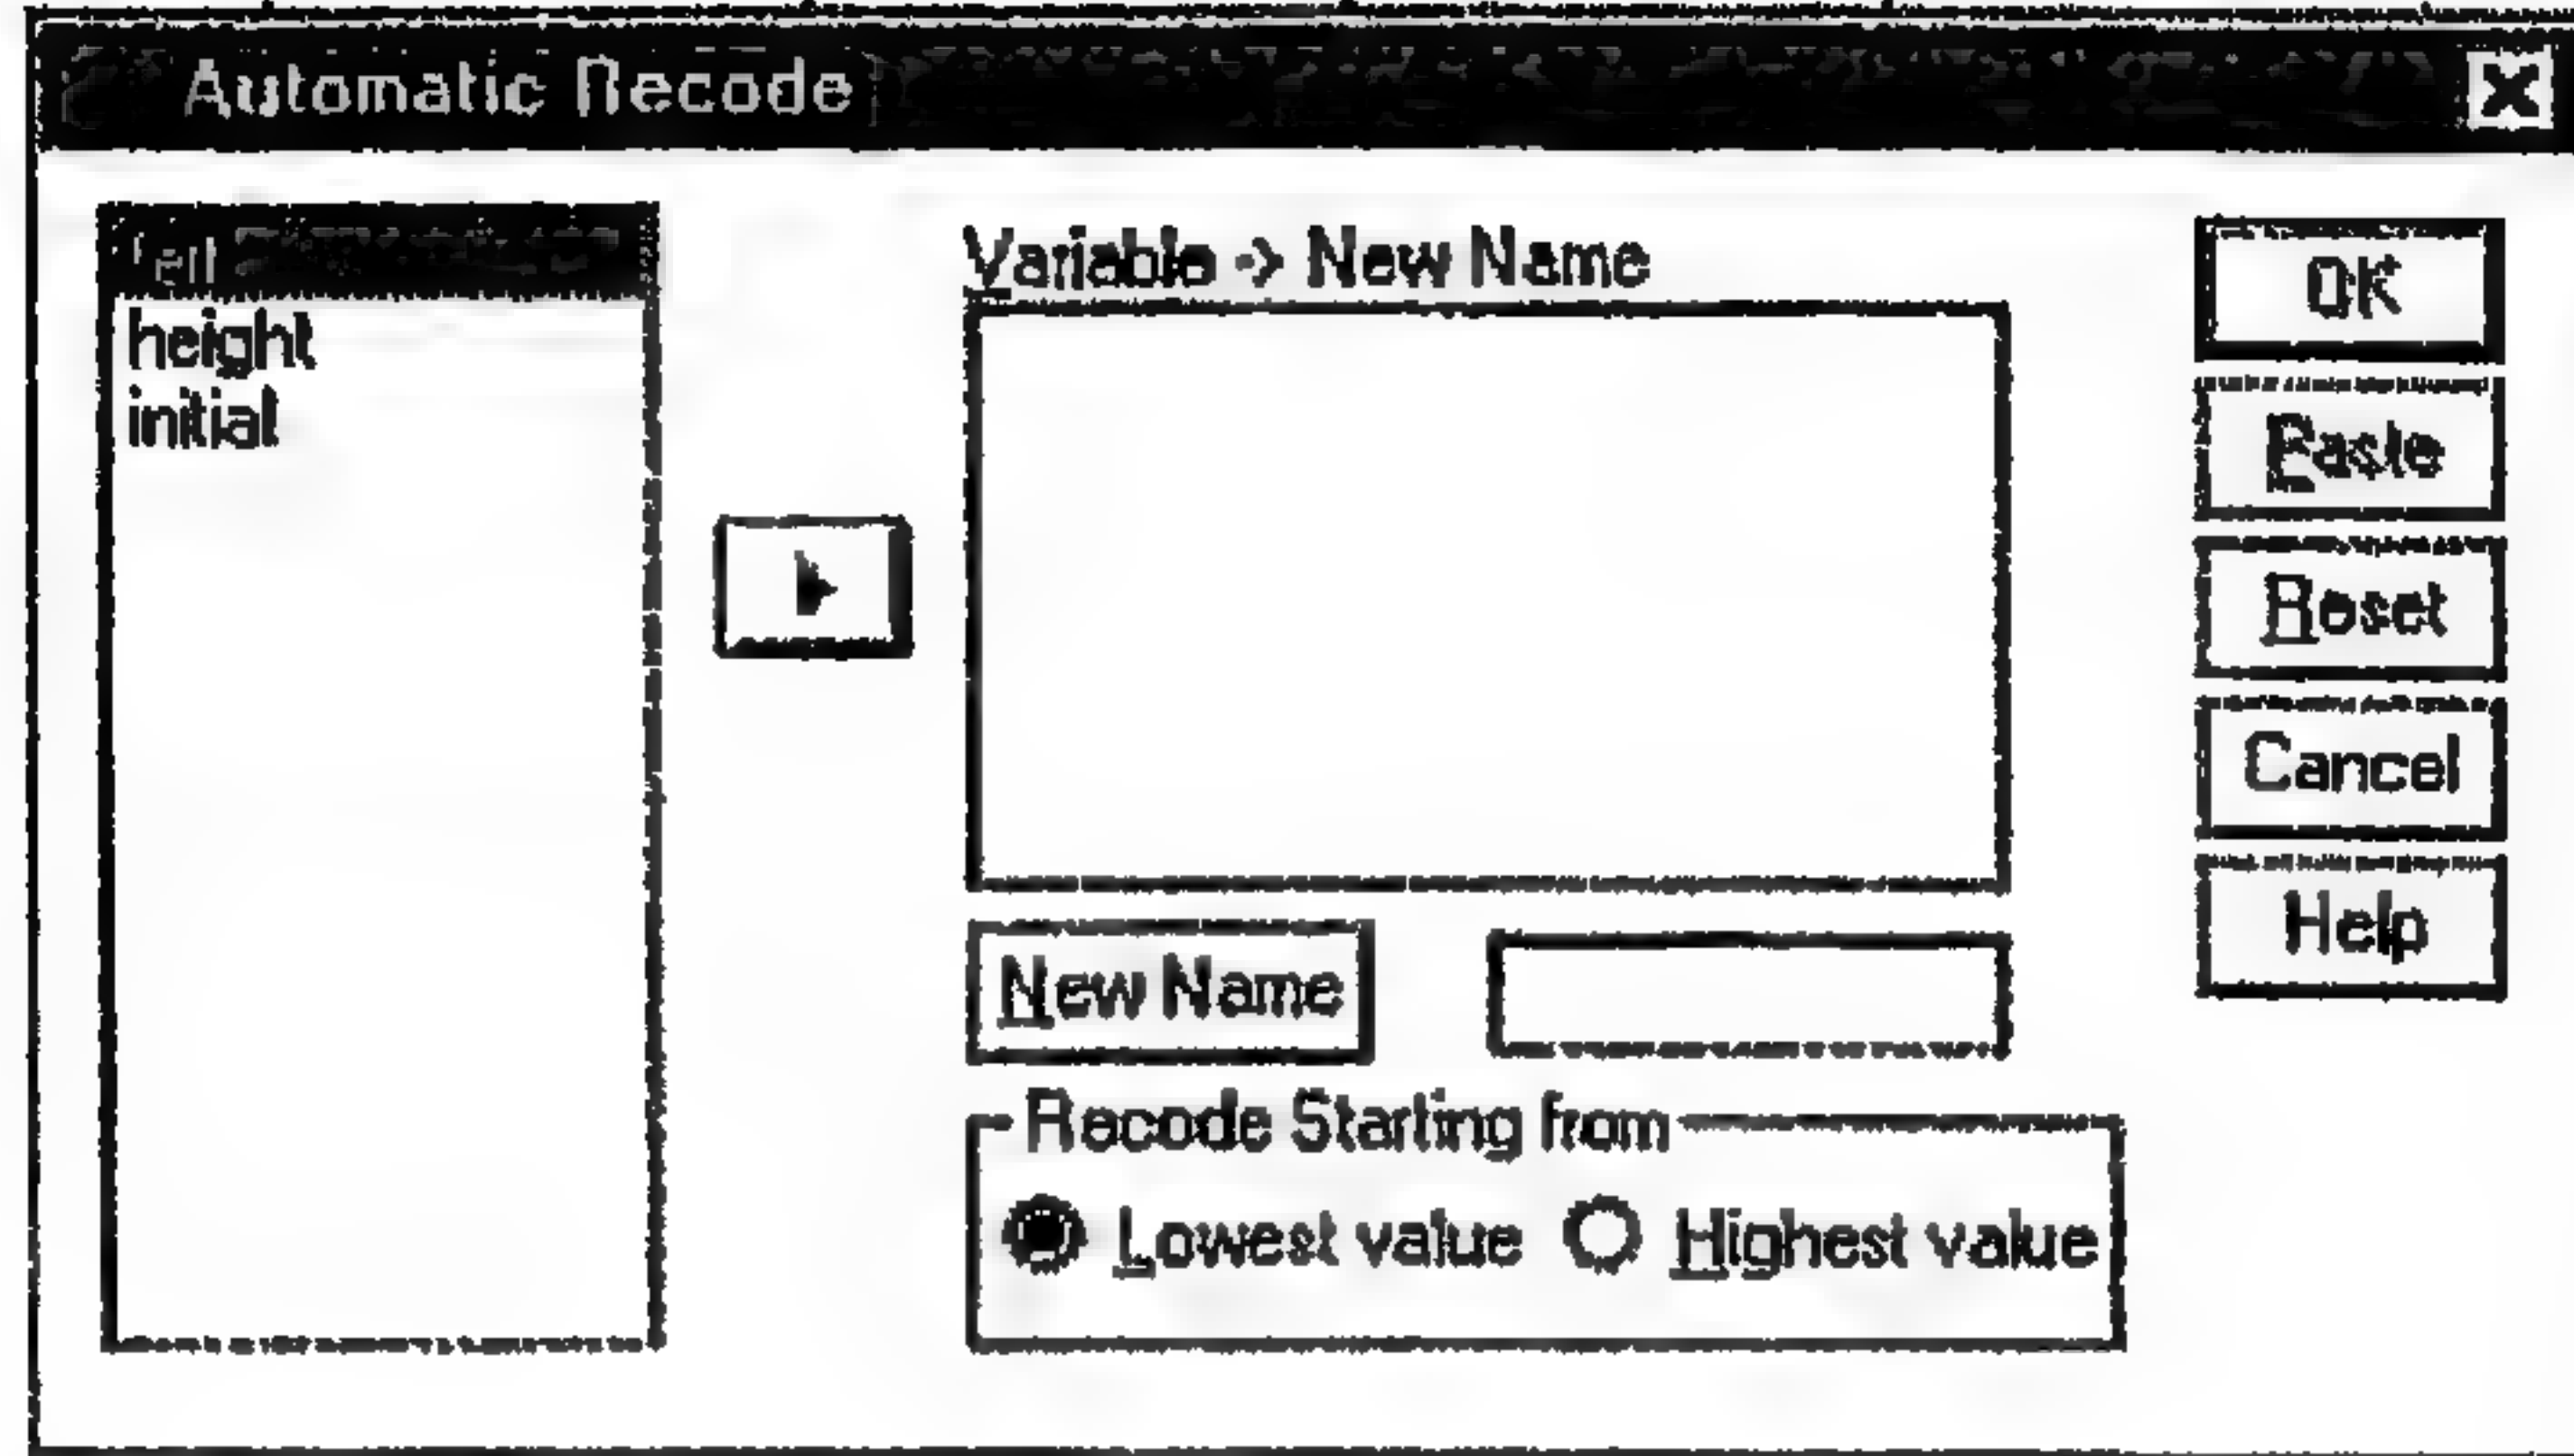 Automatic Recode
height
initial
Variable -> New Name
New Name
Recode Starting from
Lowest value Highest value
OK
Paste
Reset
Cancel
Help